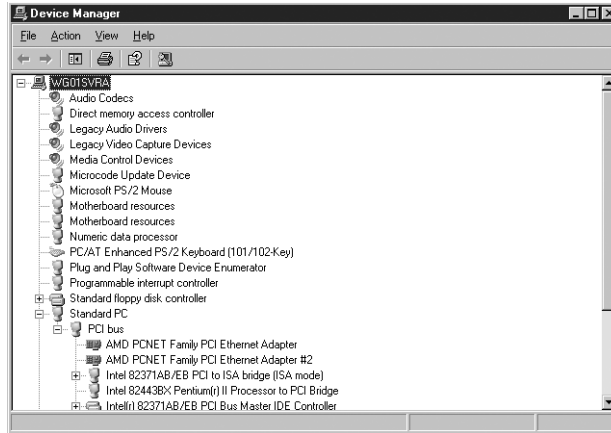 Device Manager
File Action View Help
WG01SVRA
Audio Codecs
Direct memory access controller
Legacy Audio Drivers
Legacy Video Capture Devices
Media Control Devices
Microcode Update Device
Microsoft PS/2 Mouse
Motherboard resources
Motherboard resources
Numeric data processor
PC/AT Enhanced PS/2 Keyboard (101/102-Key)
Plug and Play Software Device Enumerator
Programmable interrupt controller
Standard floppy disk controller
Standard PC
PCI bus
AMD PCNET Family PCI Ethernet Adapter
AMD PCNET Family PCI Ethernet Adapter #2
Intel 82371AB/EB PCI to ISA bridge (ISA mode)
Intel 82443BX Pentium(r) II Processor to PCI Bridge
Intel(r) 82371AB/EB PCI Bus Master IDE Controller